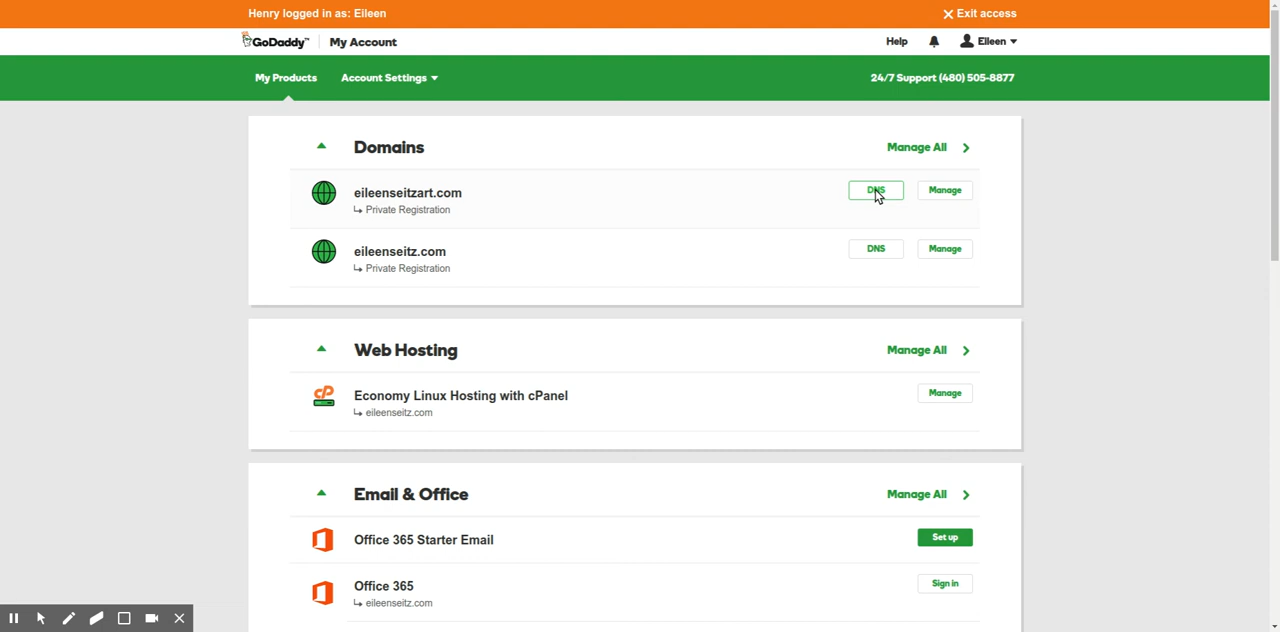 Henry logged in as: Eileen
Exit access
GoDaddy™ My Account
Help
Eileen
My Products
Account Settings
24/7 Support (480) 505-8877
Domains
Manage All
eileenseitzart.com
Private Registration
DNS
Manage
eileenseitz.com
Private Registration
DNS
Manage
Web Hosting
Manage All
Economy Linux Hosting with cPanel
eileenseitz.com
Manage
cP
Email & Office
Manage All
Office 365 Starter Email
Set up
Office 365
eileenseitz.com
Sign in